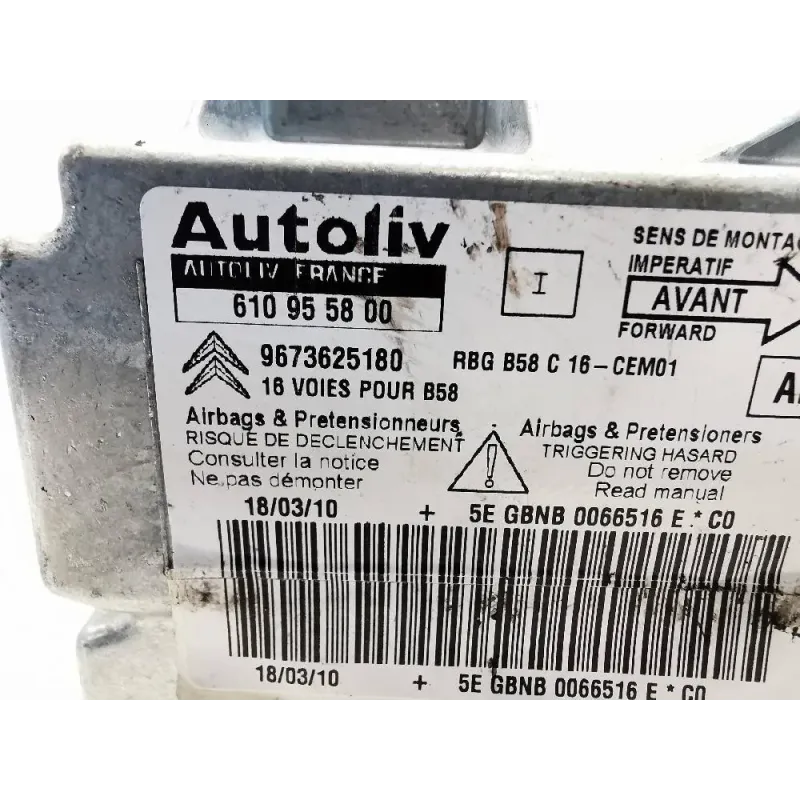 Autoliv
AUTOLIV FRANCE
610 95 58 00
I
SENS DE
IMPERATIF
AVANT
FORWARD
9673625180
RBG B58 C 16-CEM01
16 VOIES POUR B58
Airbags & Pretensionneurs
RISQUE DE DECLENCHEMENT
Consulter la notice
Ne pas démonter
!
Airbags & Pretensioners
TRIGGERING HASARD
Do not remove
Read manual
18/03/10 + 5E GBNB 0066516 E * C0
18/03/10 + 5E GBNB 0066516 E * C0